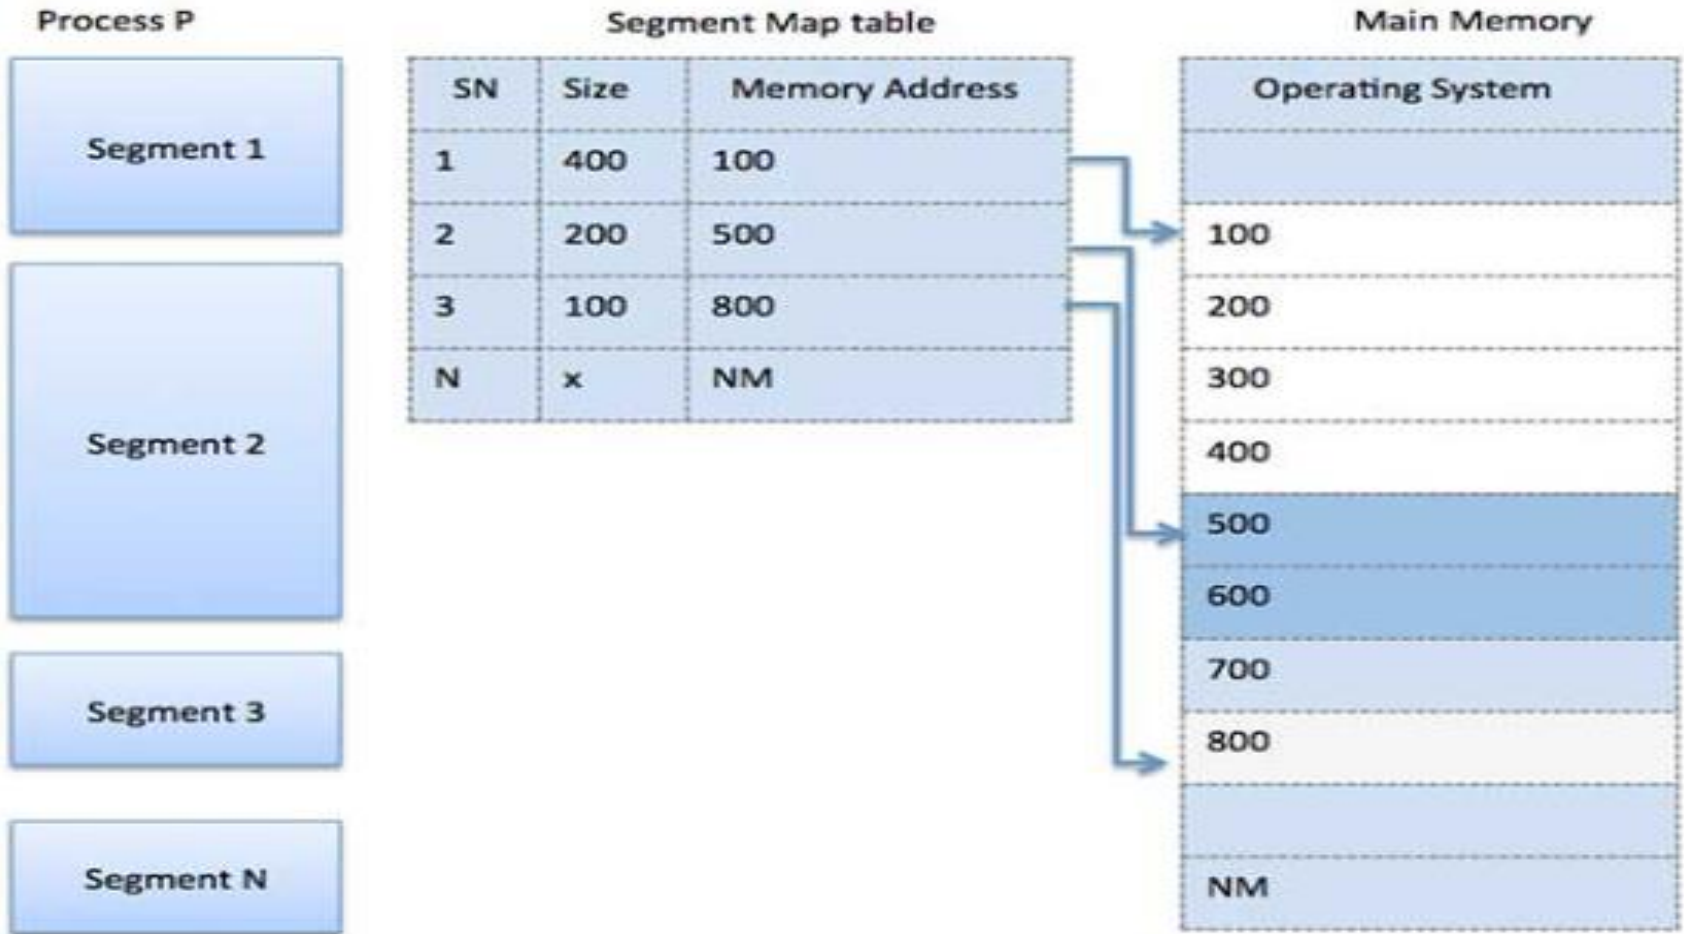 Process P
Segment 1
Segment 2
Segment 3
Segment N
Segment Map table
SN Size Memory Address
1 400 100
2 200 500
3 100 800
N x NM
Main Memory
Operating System
100
200
300
400
500
600
700
800
NM